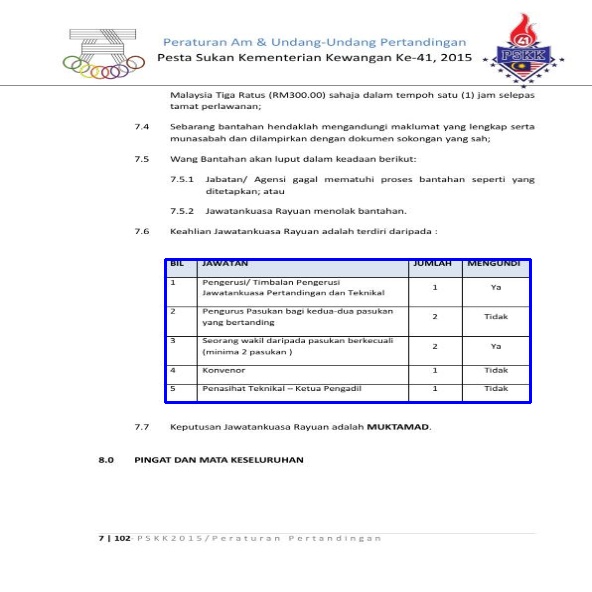 Peraturan Am & Undang-Undang Pertandingan
Pesta Sukan Kementerian Kewangan Ke-41, 2015
41
PSKK
Malaysia Tiga Ratus (RM300.00) sahaja dalam tempoh satu (1) jam selepas
tamat perlawanan;
7.4 Sebarang bantahan hendaklah mengandungi maklumat yang lengkap serta
munasabah dan dilampirkan dengan dokumen sokongan yang sah;
7.5 Wang Bantahan akan luput dalam keadaan berikut:
7.5.1 Jabatan/ Agensi gagal mematuhi proses bantahan seperti yang
ditetapkan; atau
7.5.2 Jawatankuasa Rayuan menolak bantahan.
7.6 Keahlian Jawatankuasa Rayuan adalah terdiri daripada :
BIL JAWATAN JUMLAH MENGUNDI
1 Pengerusi/ Timbalan Pengerusi
Jawatankuasa Pertandingan dan Teknikal 1 Ya
2 Pengurus Pasukan bagi kedua-dua pasukan
yang bertanding 2 Tidak
3 Seorang wakil daripada pasukan berkecuali
(minima 2 pasukan ) 2 Ya
4 Konvenor 1 Tidak
5 Penasihat Teknikal – Ketua Pengadil 1 Tidak
7.7 Keputusan Jawatankuasa Rayuan adalah MUKTAMAD.
8.0 PINGAT DAN MATA KESELURUHAN
7 | 102 PSKK2015/Peraturan Pertandingan